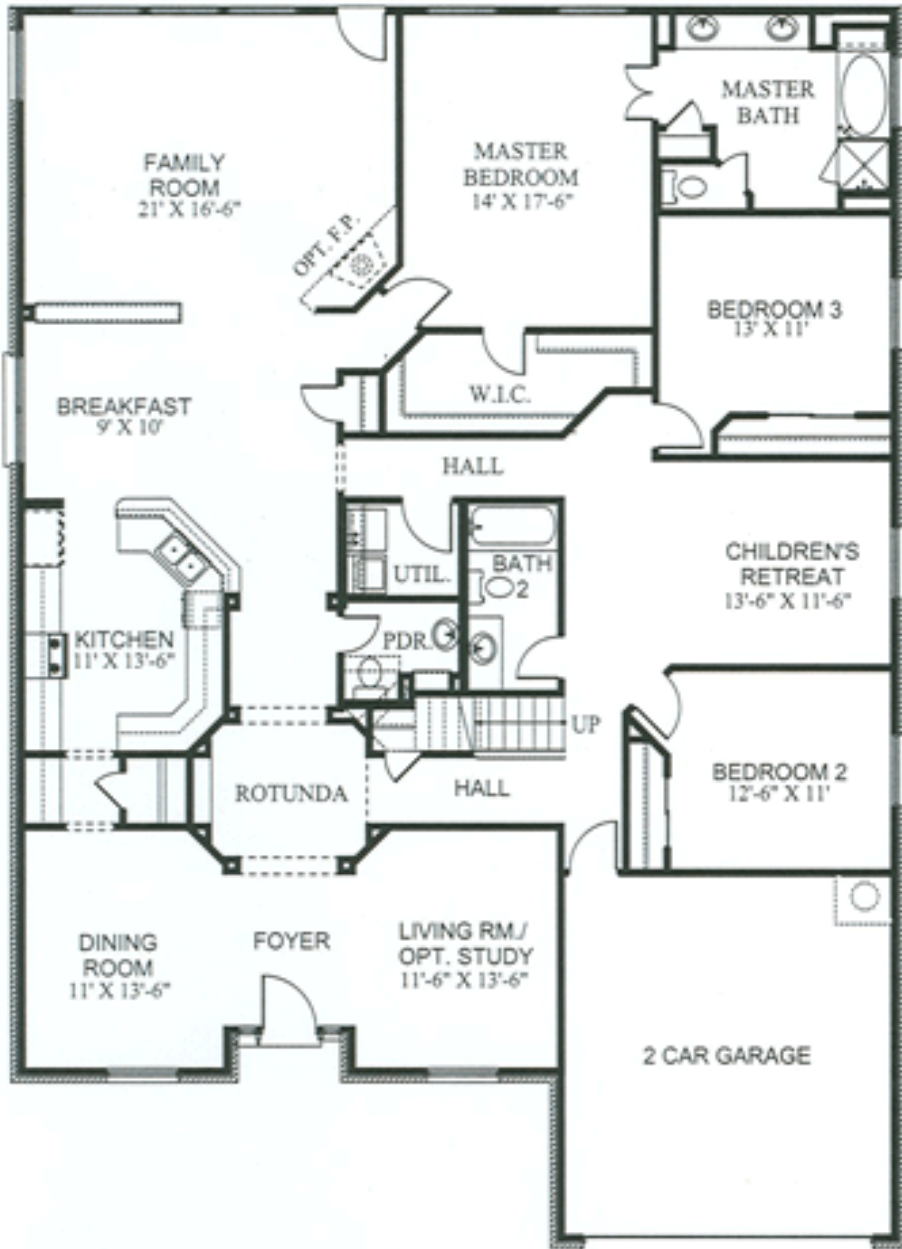 MASTER
BATH
FAMILY
ROOM
21' X 16'-6"
MASTER
BEDROOM
14' X 17'-6"
OPT. F.P.
BEDROOM 3
13' X 11'
W.I.C.
BREAKFAST
9' X 10'
HALL
UTIL.
BATH
2
CHILDREN'S
RETREAT
13'-6" X 11'-6"
KITCHEN
11' X 13'-6"
PDR.
UP
ROTUNDA
HALL
BEDROOM 2
12'-6" X 11'
DINING
ROOM
11' X 13'-6"
FOYER
LIVING RM./
OPT. STUDY
11'-6" X 13'-6"
2 CAR GARAGE